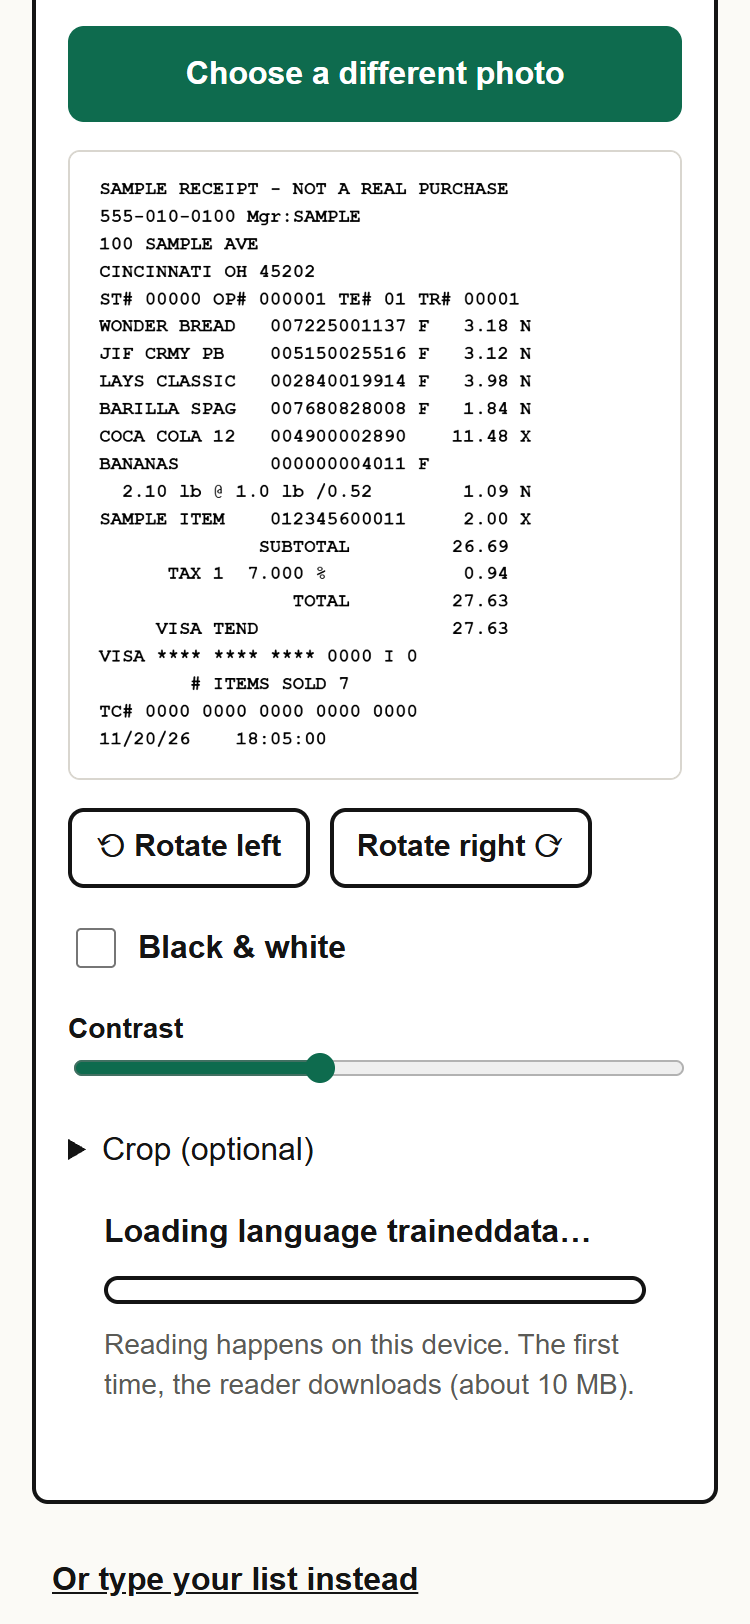 Choose a different photo
SAMPLE RECEIPT - NOT A REAL PURCHASE
555-010-0100 Mgr:SAMPLE
100 SAMPLE AVE
CINCINNATI OH 45202
ST# 00000 OP# 000001 TE# 01 TR# 00001
WONDER BREAD 007225001137 F 3.18 N
JIF CRMY PB 005150025516 F 3.12 N
LAYS CLASSIC 002840019914 F 3.98 N
BARILLA SPAG 007680828008 F 1.84 N
COCA COLA 12 004900002890 11.48 X
BANANAS 000000004011 F
2.10 lb @ 1.0 lb /0.52 1.09 N
SAMPLE ITEM 012345600011 2.00 X
SUBTOTAL 26.69
TAX 1 7.000 % 0.94
TOTAL 27.63
VISA TEND 27.63
VISA **** **** **** 0000 I 0
# ITEMS SOLD 7
TC# 0000 0000 0000 0000 0000
11/20/26 18:05:00
⟲ Rotate left
Rotate right ⟳
Black & white
Contrast
Crop (optional)
Loading language traineddata…
Reading happens on this device. The first
time, the reader downloads (about 10 MB).
Or type your list instead